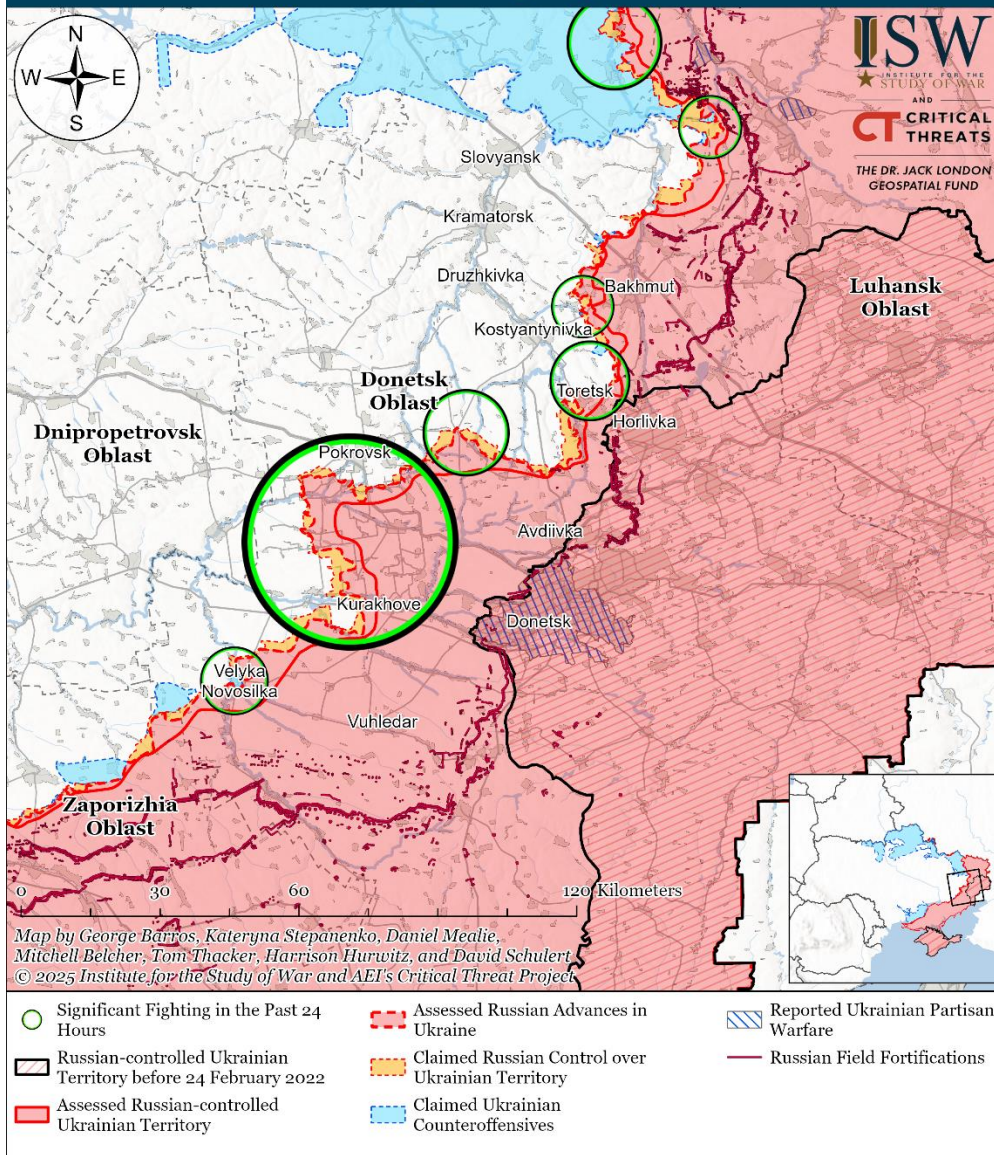 N
W E
S
ISW
INSTITUTE FOR THE
STUDY OF WAR
AND
CT CRITICAL
THREATS
THE DR. JACK LONDON
GEOSPATIAL FUND
Slovyansk
Kramatorsk
Druzhkivka
Bakhmut
Luhansk
Oblast
Kostyantynivka
Donetsk
Oblast
Toretsk
Horlivka
Dnipropetrovsk
Oblast
Pokrovsk
Avdiivka
Kurakhove
Donetsk
Velyka
Novosilka
Vuhledar
Zaporizhia
Oblast
0 30 60 120 Kilometers
Map by George Barros, Kateryna Stepanenko, Daniel Mealie,
Mitchell Belcher, Tom Thacker, Harrison Hurwitz, and David Schulert
© 2025 Institute for the Study of War and AEI's Critical Threat Project
Significant Fighting in the Past 24
Hours
Russian-controlled Ukrainian
Territory before 24 February 2022
Assessed Russian-controlled
Ukrainian Territory
Assessed Russian Advances in
Ukraine
Claimed Russian Control over
Ukrainian Territory
Claimed Ukrainian
Counteroffensives
Reported Ukrainian Partisan
Warfare
Russian Field Fortifications